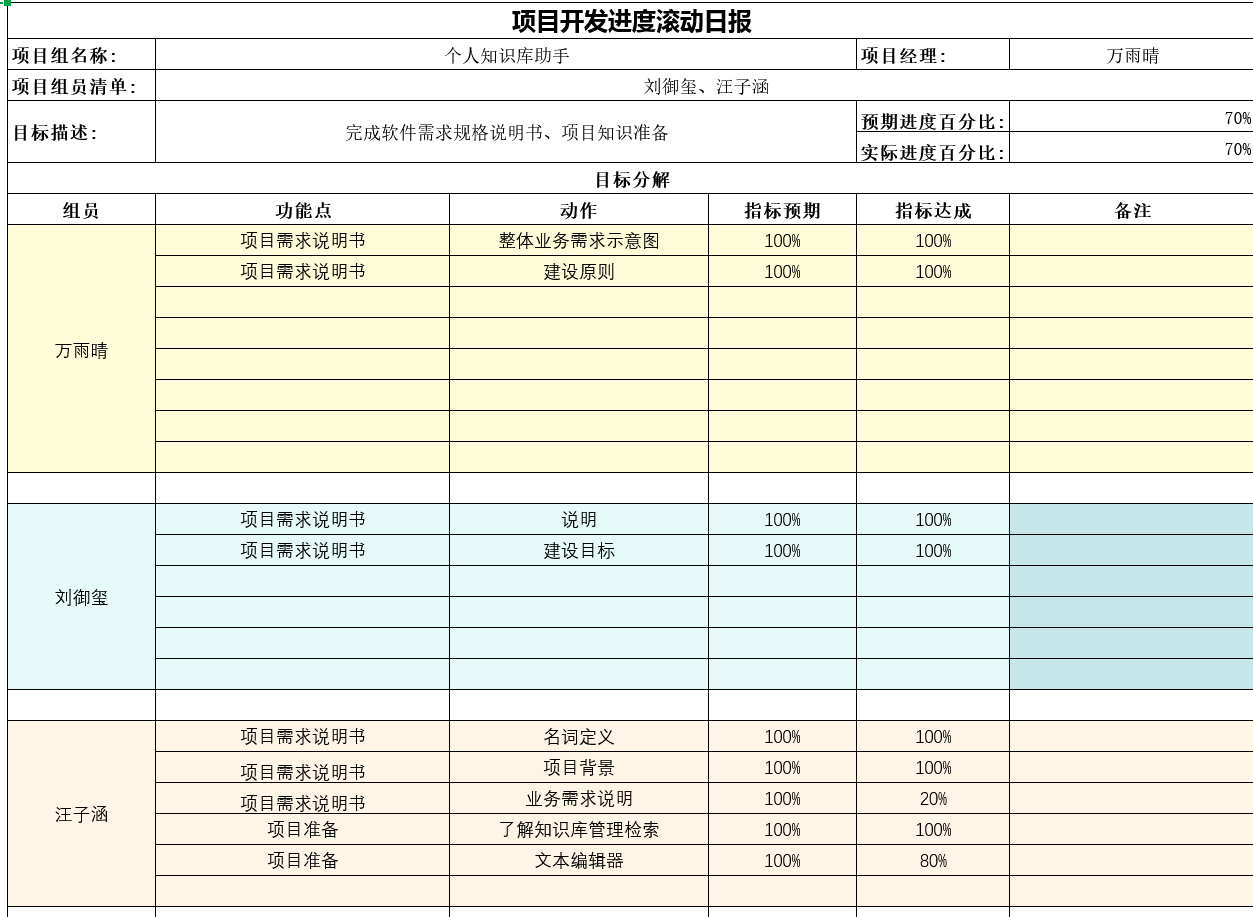 项目开发进度滚动日报
项目组名称: 个人知识库助手 项目经理: 万雨晴
项目组员清单: 刘御玺、汪子涵
目标描述: 完成软件需求规格说明书、项目知识准备 预期进度百分比: 70%
实际进度百分比: 70%
目标分解
组员 功能点 动作 指标预期 指标达成 备注
万雨晴
项目需求说明书 整体业务需求示意图 100% 100%
项目需求说明书 建设原则 100% 100%
刘御玺
项目需求说明书 说明 100% 100%
项目需求说明书 建设目标 100% 100%
汪子涵
项目需求说明书 名词定义 100% 100%
项目需求说明书 项目背景 100% 100%
项目需求说明书 业务需求说明 100% 20%
项目准备 了解知识库管理检索 100% 100%
项目准备 文本编辑器 100% 80%